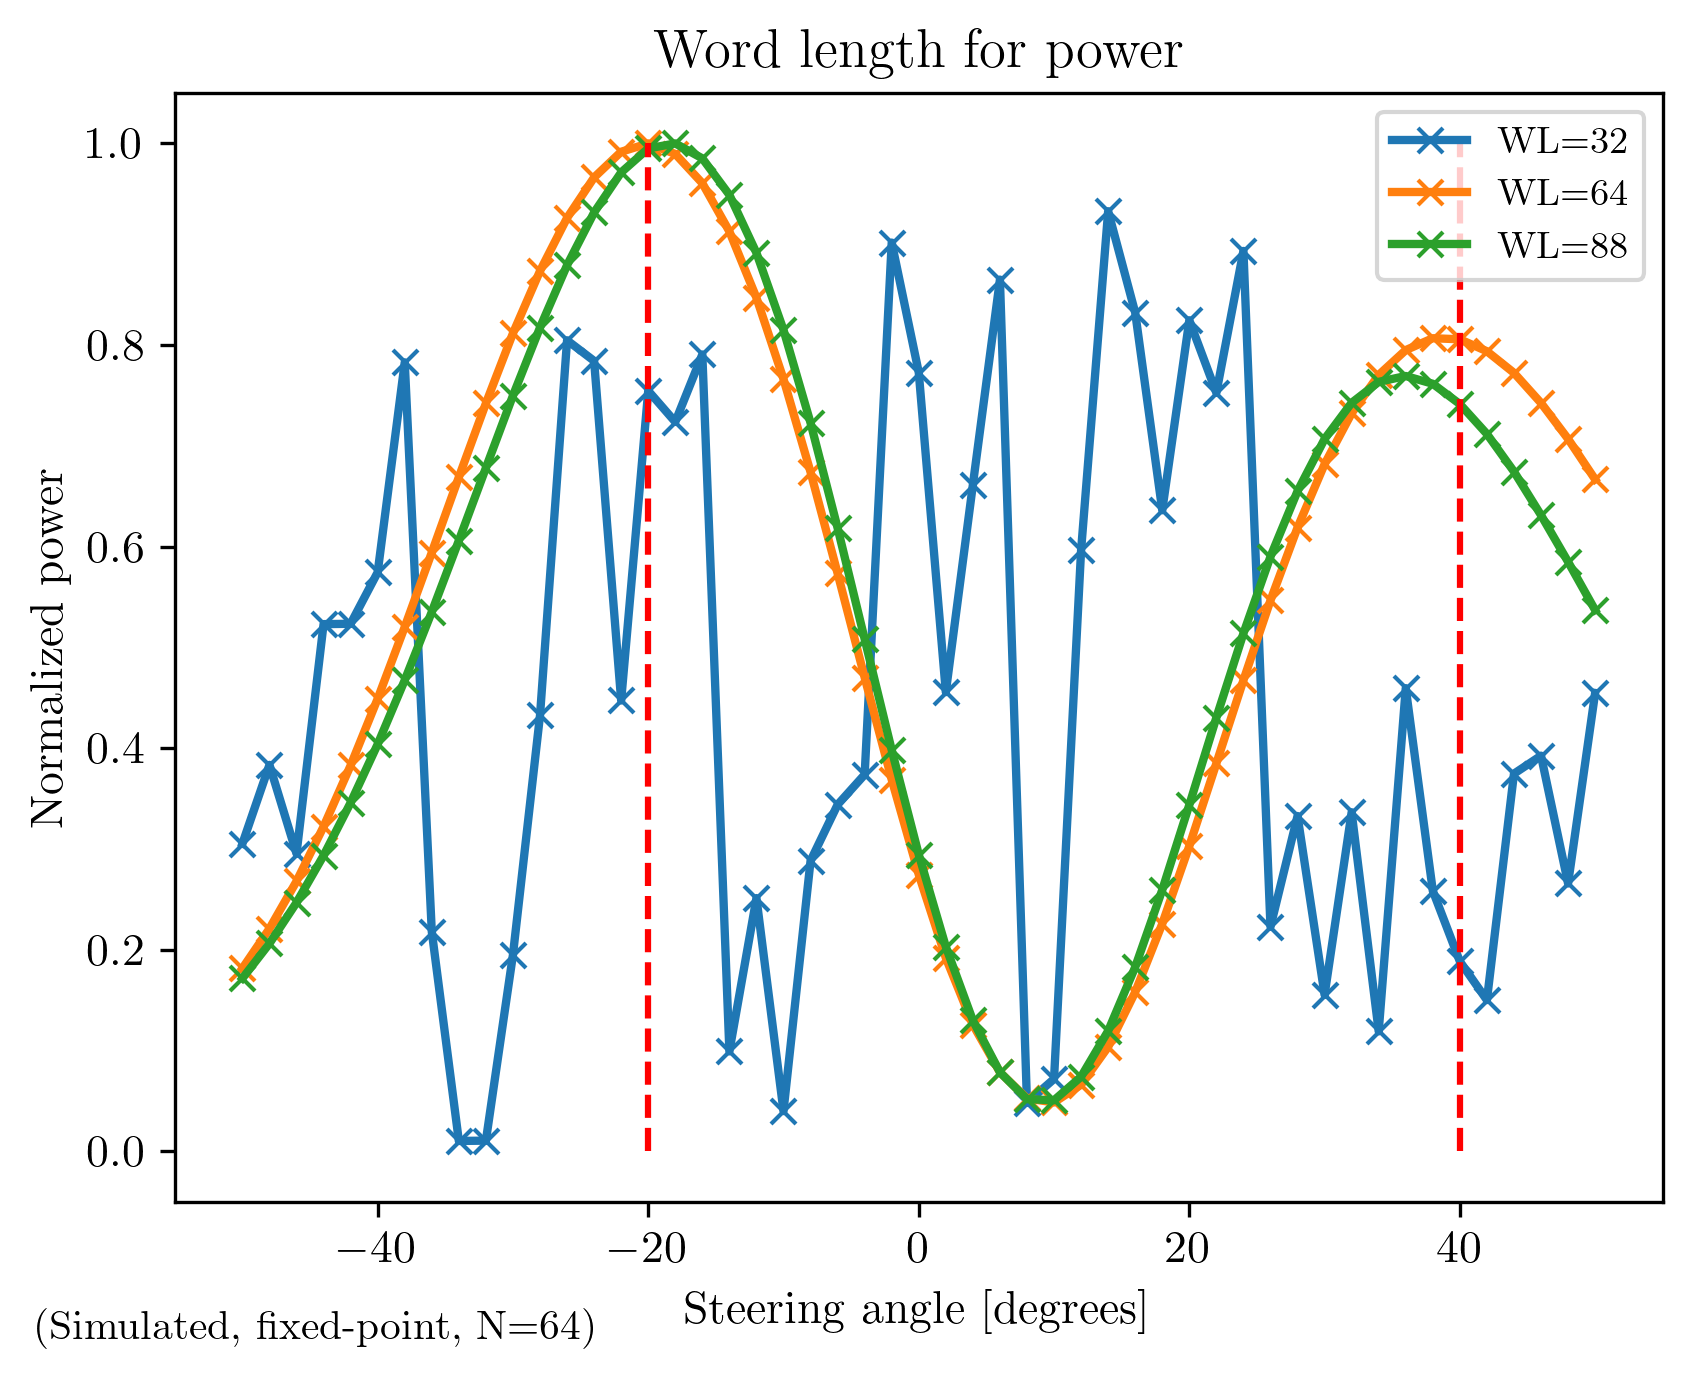 Word length for power
1.0
0.8
0.6
0.4
0.2
0.0
Normalized power
WL=32
WL=64
WL=88
−40
−20
0
20
40
Steering angle [degrees]
(Simulated, fixed-point, N=64)